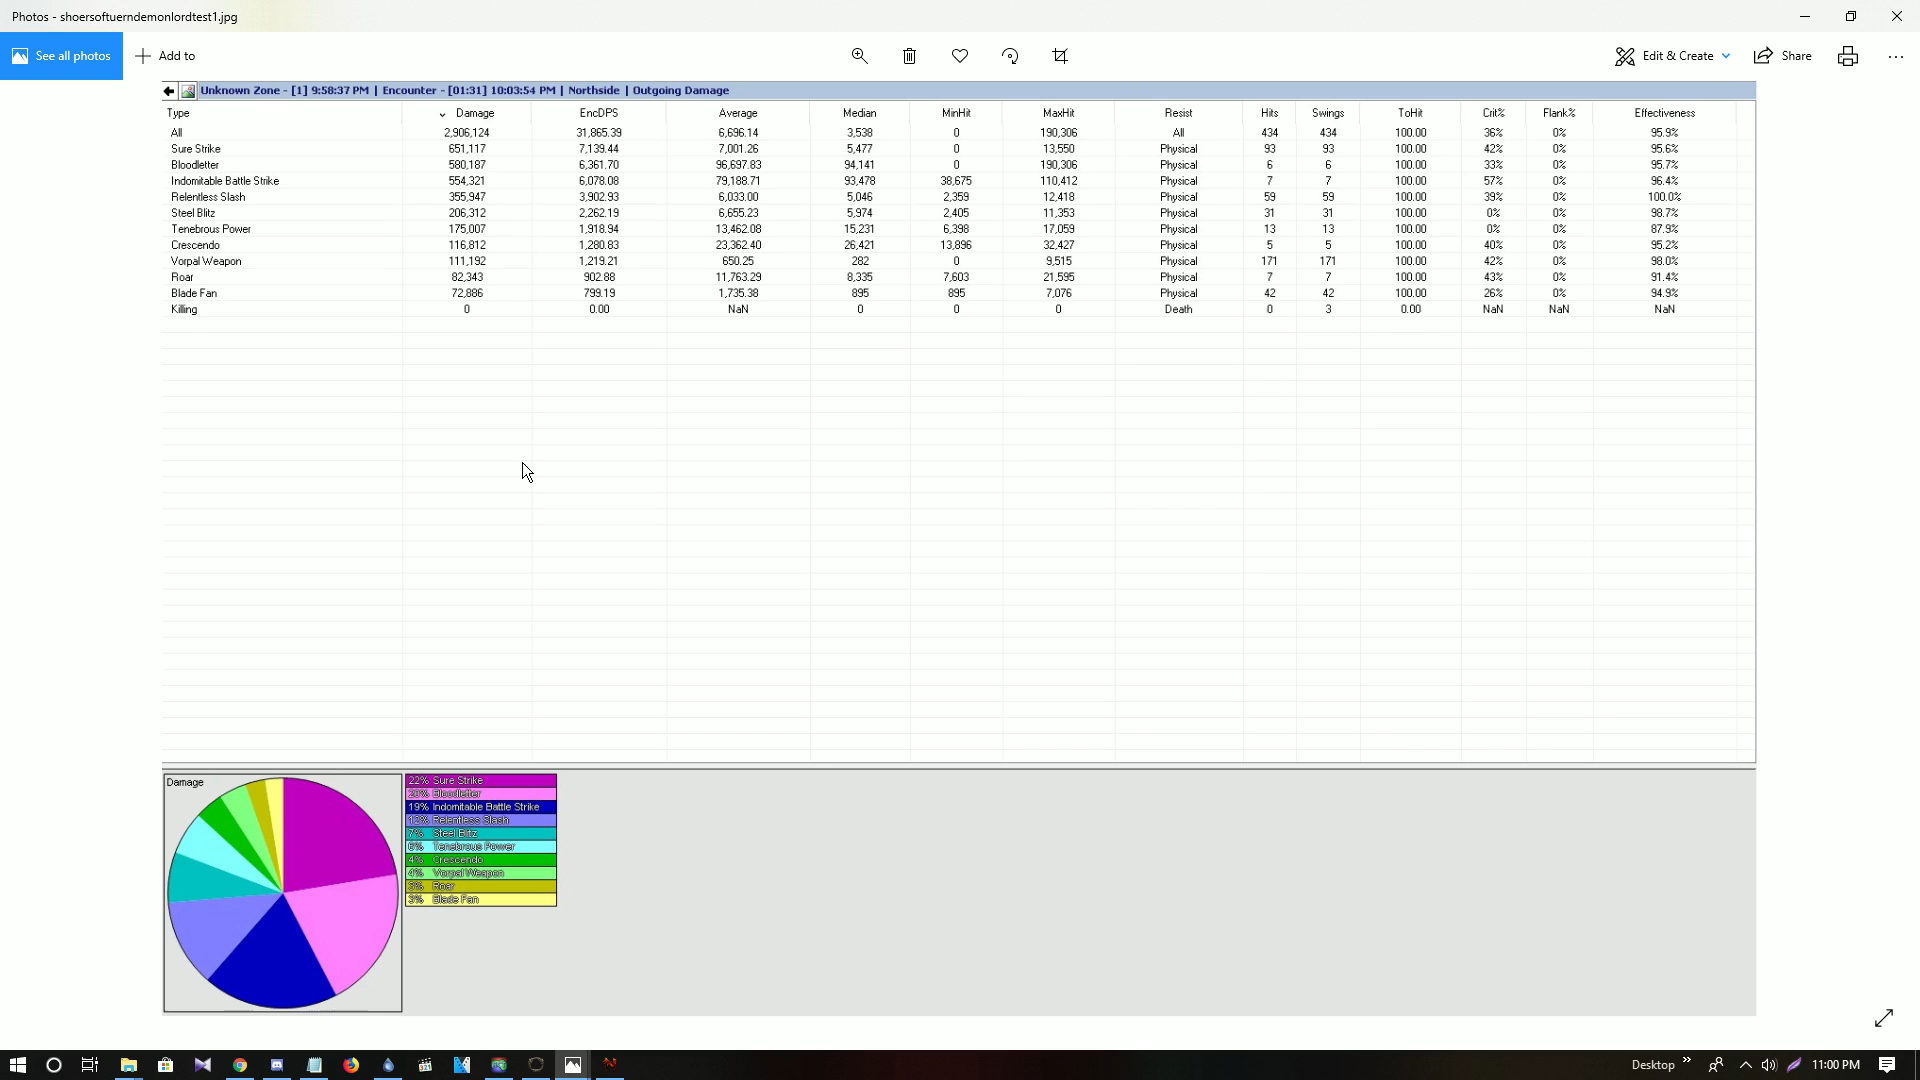 Photos - shoersoftuerndemonlordtest1.jpg
See all photos Add to Edit & Create Share
Unknown Zone - [1] 9:58:37 PM | Encounter - [01:31] 10:03:54 PM | Northside | Outgoing Damage
Type Damage EncDPS Average Median MinHit MaxHit Resist Hits Swings ToHit Crit% Flank% Effectiveness
All 2,906,124 31,865.39 6,696.14 3,538 0 190,306 All 434 434 100.00 36% 0% 95.9%
Sure Strike 651,117 7,139.44 7,001.26 5,477 0 13,550 Physical 93 93 100.00 42% 0% 95.6%
Bloodletter 580,187 6,361.70 96,697.83 94,141 0 190,306 Physical 6 6 100.00 33% 0% 95.7%
Indomitable Battle Strike 554,321 6,078.08 79,188.71 93,478 38,675 110,412 Physical 7 7 100.00 57% 0% 96.4%
Relentless Slash 355,947 3,902.93 6,033.00 5,046 2,359 12,418 Physical 59 59 100.00 39% 0% 100.0%
Steel Blitz 206,312 2,262.19 6,655.23 5,974 2,405 11,353 Physical 31 31 100.00 0% 0% 98.7%
Tenebrous Power 175,007 1,918.94 13,462.08 15,231 6,398 17,059 Physical 13 13 100.00 0% 0% 87.9%
Crescendo 116,812 1,280.83 23,362.40 26,421 13,896 32,427 Physical 5 5 100.00 40% 0% 95.2%
Vorpal Weapon 111,192 1,219.21 650.25 282 0 9,515 Physical 171 171 100.00 42% 0% 98.0%
Roar 82,343 902.88 11,763.29 8,335 7,603 21,595 Physical 7 7 100.00 43% 0% 91.4%
Blade Fan 72,886 799.19 1,735.38 895 895 7,076 Physical 42 42 100.00 26% 0% 94.9%
Killing 0 0.00 NaN 0 0 0 Death 0 3 0.00 NaN NaN NaN
Damage
22% Sure Strike
20% Bloodletter
19% Indomitable Battle Strike
12% Relentless Slash
7% Steel Blitz
6% Tenebrous Power
4% Crescendo
4% Vorpal Weapon
3% Roar
3% Blade Fan
Desktop 11:00 PM